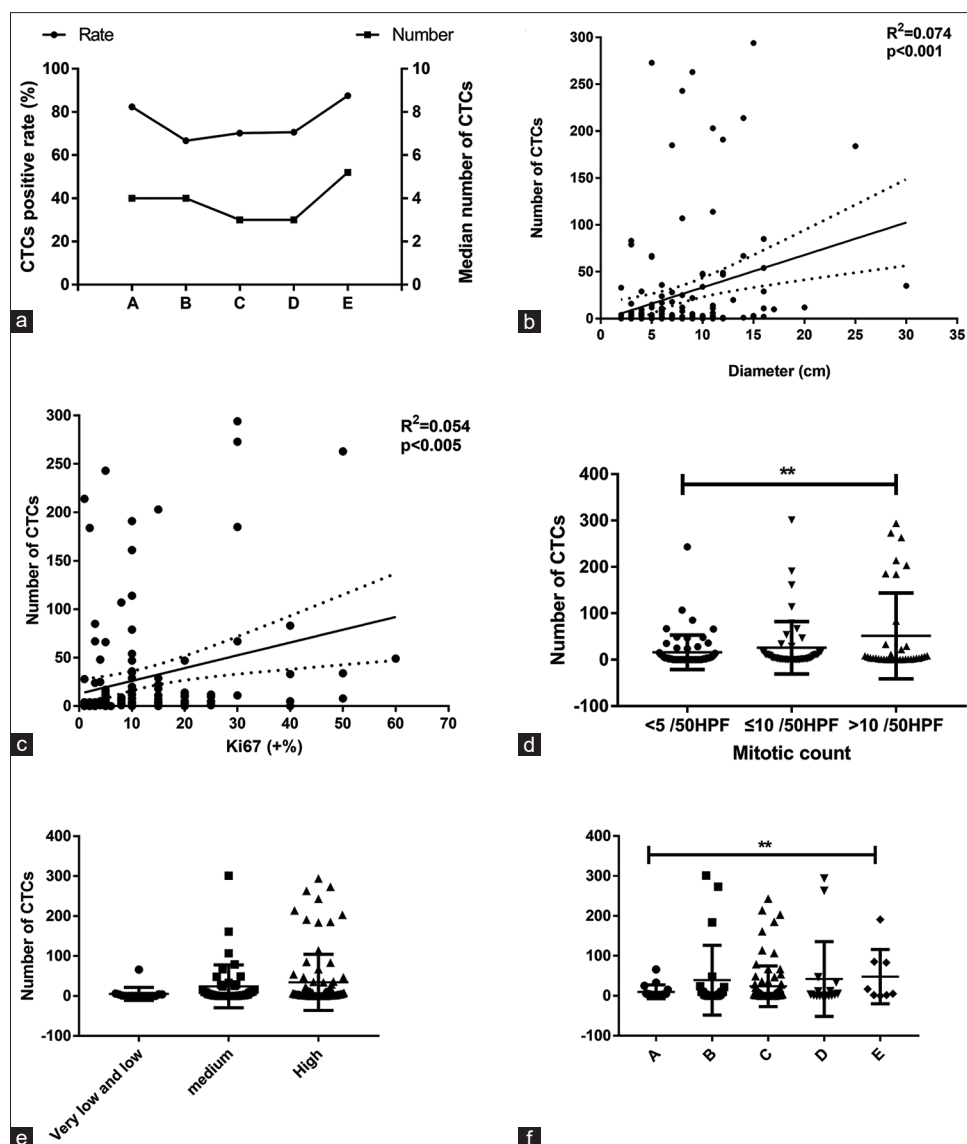 Rate
Number
100
80
60
40
20
0
CTCs positive rate (%)
10
8
6
4
2
0
Median number of CTCs
A B C D E
a
R²=0.074
p<0.001
300
250
200
150
100
50
0
Number of CTCs
0 5 10 15 20 25 30 35
Diameter (cm)
b
R²=0.054
p<0.005
300
250
200
150
100
50
0
Number of CTCs
0 10 20 30 40 50 60 70
Ki67 (+%)
c
**
400
300
200
100
0
-100
Number of CTCs
<5 /50HPF ≤10 /50HPF >10 /50HPF
Mitotic count
d
400
300
200
100
0
-100
Number of CTCs
Very low and low
medium
High
e
**
400
300
200
100
0
-100
Number of CTCs
A B C D E
f